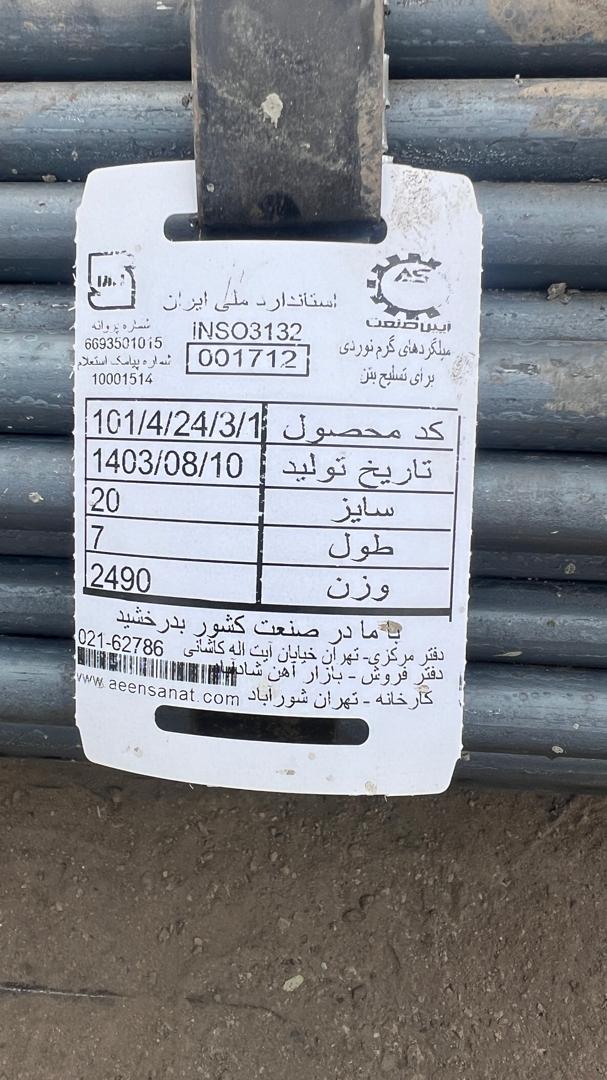 استاندارد ملی ایران
INSO3132
001712
شماره پروانه
6693501015
شماره پیامک استعلام
10001514
AS
آیین صنعت
میلگردهای گرم نوردی
برای تسلیح بتن
کد محصول 101/4/24/3/1
تاریخ تولید 1403/08/10
سایز 20
طول 7
وزن 2490
با ما در صنعت کشور بدرخشید
دفتر مرکزی- تهران خیابان آیت اله کاشانی 021-62786
دفتر فروش - بازار آهن شادآباد
کارخانه - تهران شورآباد www.aeensanat.com